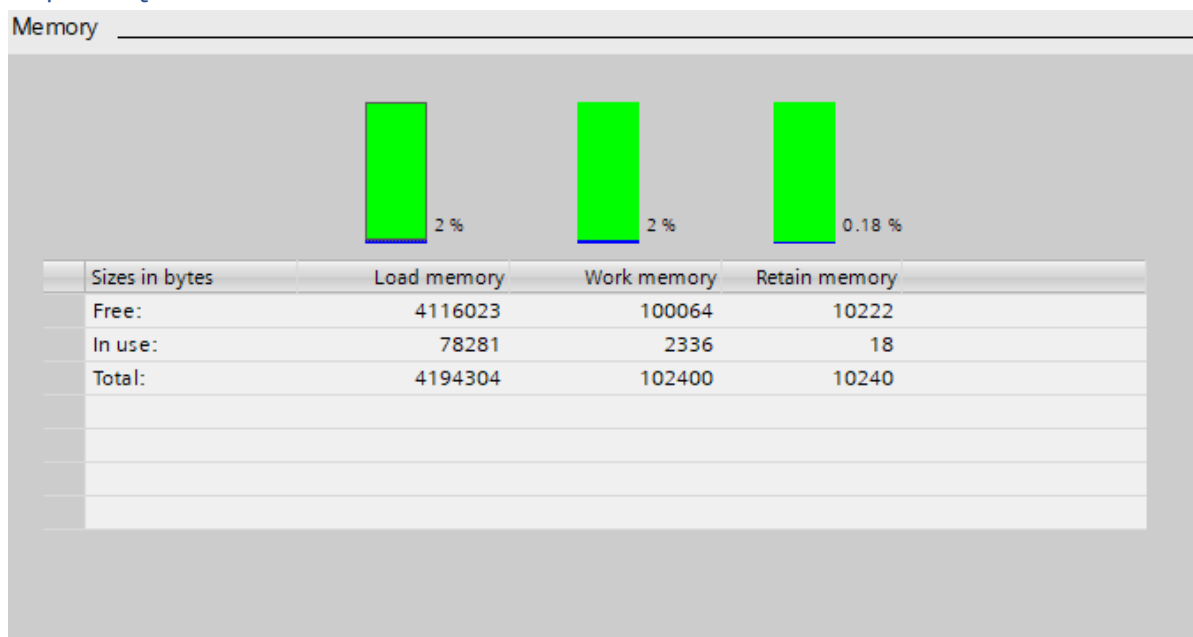 Memory
2 %
2 %
0.18 %
Sizes in bytes Load memory Work memory Retain memory
Free: 4116023 100064 10222
In use: 78281 2336 18
Total: 4194304 102400 10240